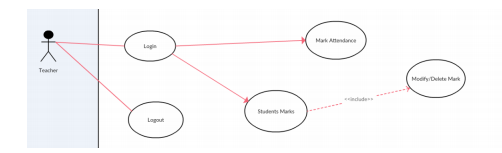 Login
Mark Attendance
Teacher
Modify/Delete Mark
<<include>>
Students Marks
Logout